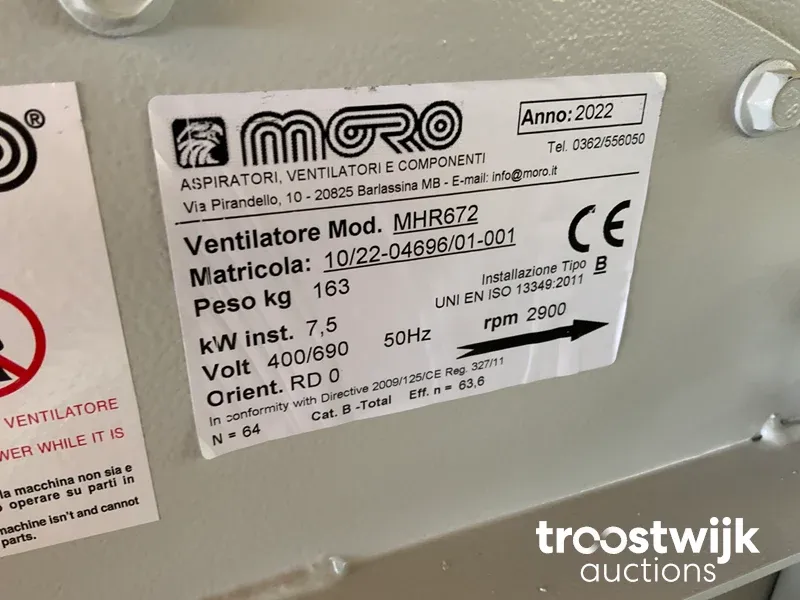 MORO
Anno: 2022
ASPIRATORI, VENTILATORI E COMPONENTI
Tel. 0362/556050
Via Pirandello, 10 - 20825 Barlassina MB - E-mail: info@moro.it
Ventilatore Mod. MHR672
CE
Matricola: 10/22-04696/01-001
Installazione Tipo B
Peso kg 163
UNI EN ISO 13349:2011
kW inst. 7,5
rpm 2900
Volt 400/690 50Hz
Orient. RD 0
In conformity with Directive 2009/125/CE Reg. 327/11
N = 64 Cat. B -Total Eff. n = 63,6
®
VENTILATORE
WHILE IT IS
la macchina non sia e
operare su parti in
machine isn't and cannot
parts.
troostwijk
auctions